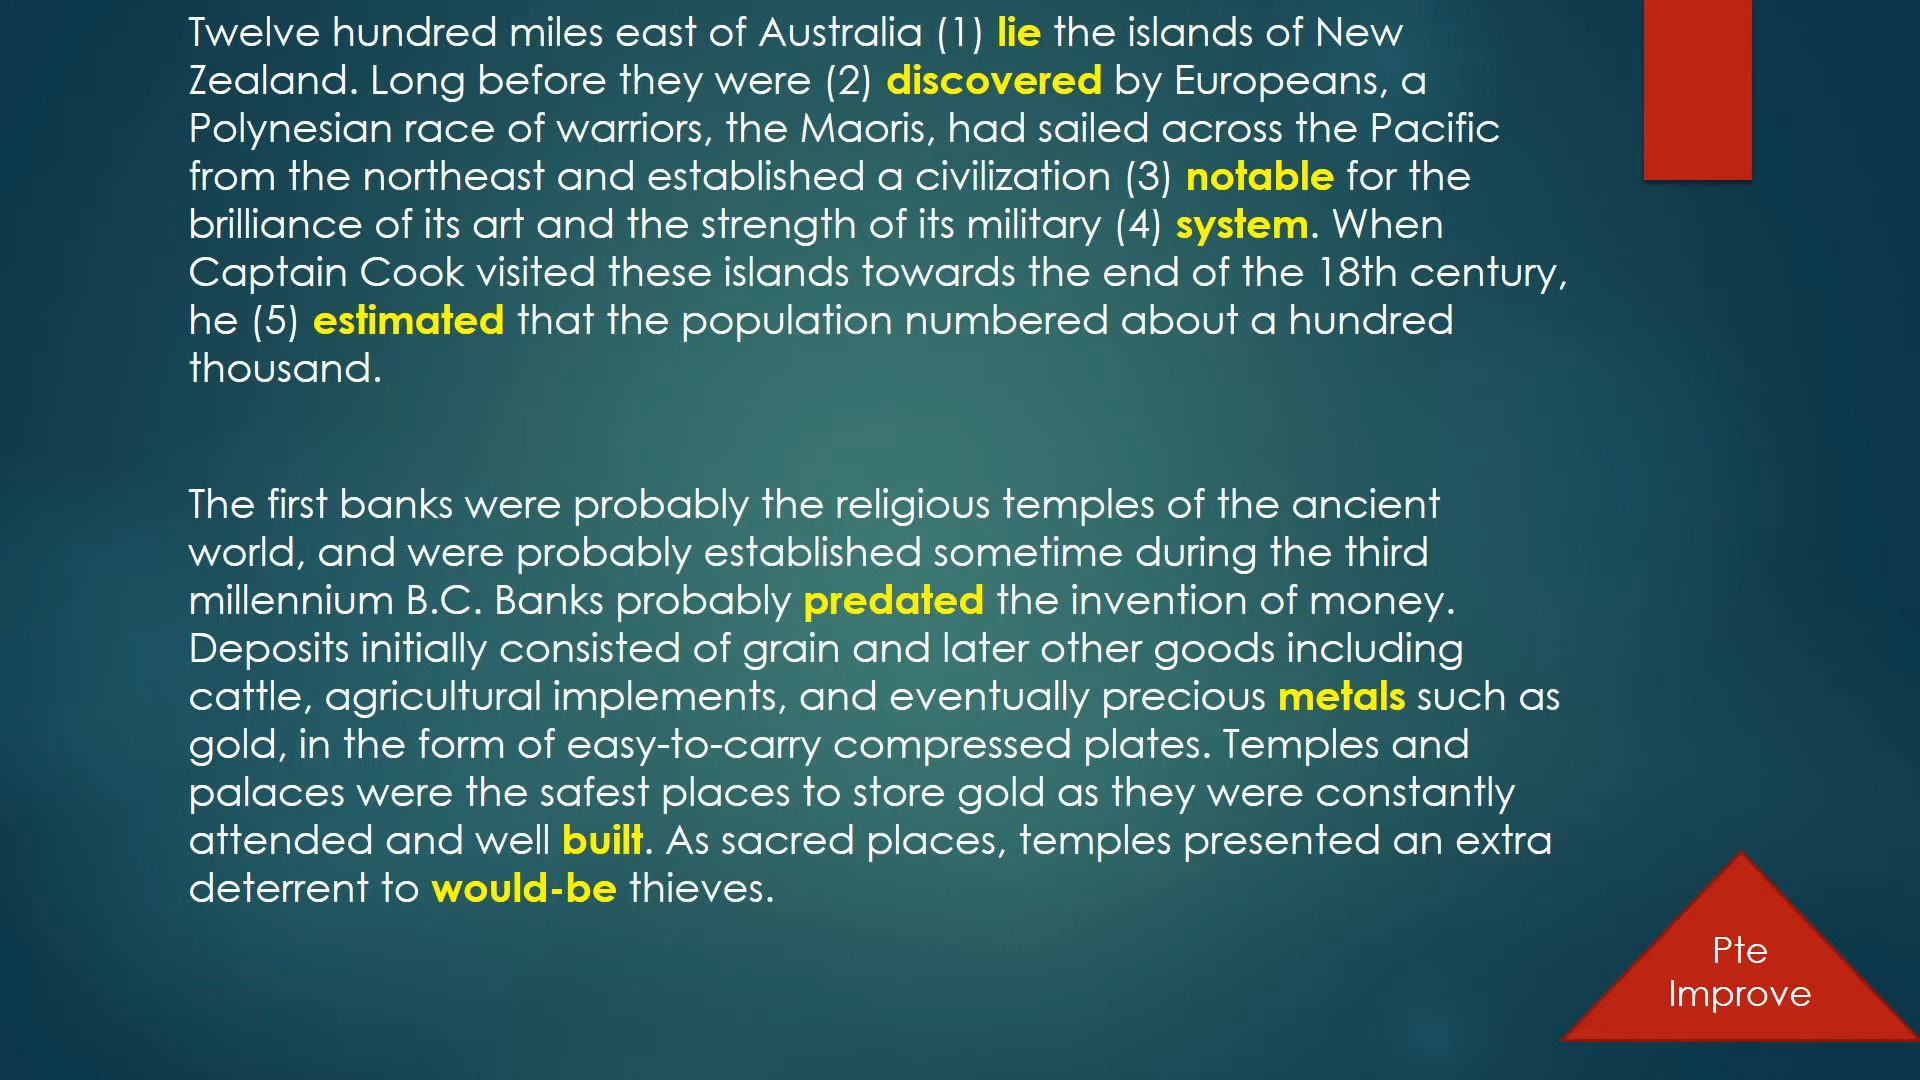 Twelve hundred miles east of Australia (1) lie the islands of New
Zealand. Long before they were (2) discovered by Europeans, a
Polynesian race of warriors, the Maoris, had sailed across the Pacific
from the northeast and established a civilization (3) notable for the
brilliance of its art and the strength of its military (4) system. When
Captain Cook visited these islands towards the end of the 18th century,
he (5) estimated that the population numbered about a hundred
thousand.
The first banks were probably the religious temples of the ancient
world, and were probably established sometime during the third
millennium B.C. Banks probably predated the invention of money.
Deposits initially consisted of grain and later other goods including
cattle, agricultural implements, and eventually precious metals such as
gold, in the form of easy-to-carry compressed plates. Temples and
palaces were the safest places to store gold as they were constantly
attended and well built. As sacred places, temples presented an extra
deterrent to would-be thieves.
Pte
Improve